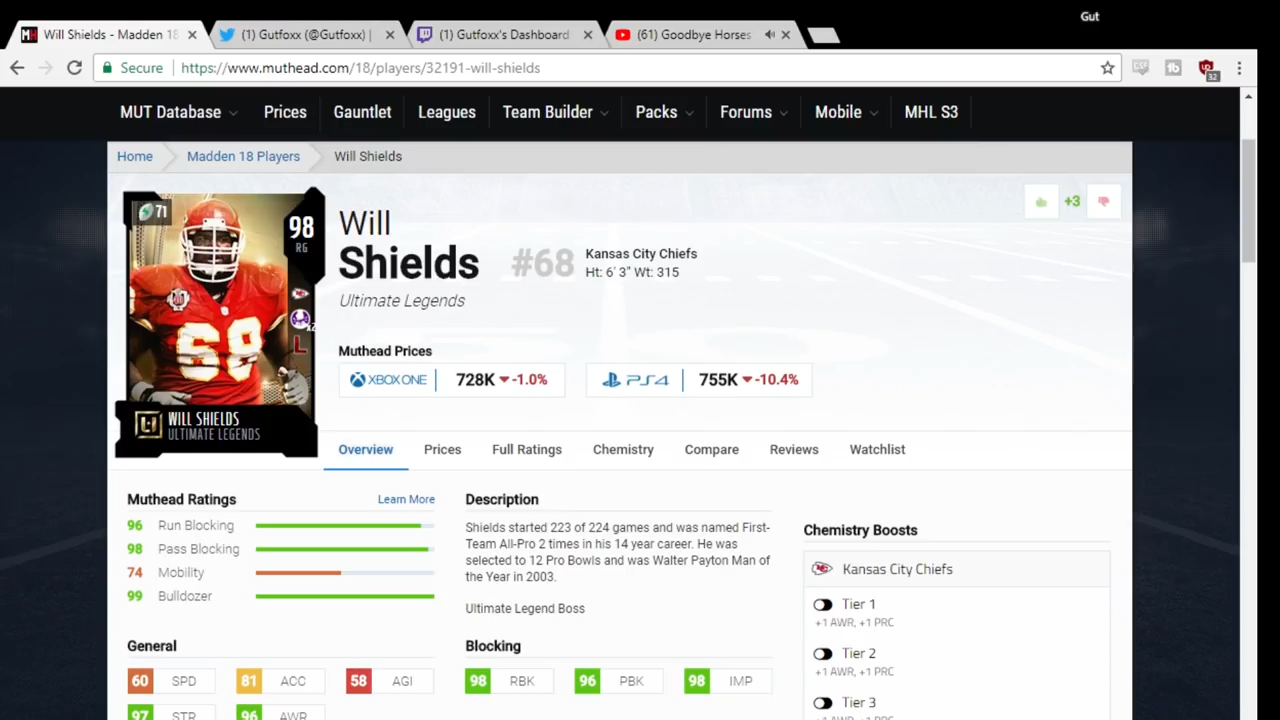 Gut
Will Shields - Madden 18
(1) Gutfoxx (@Gutfoxx) |
(1) Gutfoxx's Dashboard
(61) Goodbye Horses
Secure
https://www.muthead.com/18/players/32191-will-shields
32
MUT Database
Prices
Gauntlet
Leagues
Team Builder
Packs
Forums
Mobile
MHL S3
Home
Madden 18 Players
Will Shields
71
98
RG
68
x2
L
WILL SHIELDS
ULTIMATE LEGENDS
Will
Shields
#68
Kansas City Chiefs
Ht: 6' 3" Wt: 315
Ultimate Legends
+3
Muthead Prices
XBOX ONE 728K -1.0%
PS4 755K -10.4%
Overview
Prices
Full Ratings
Chemistry
Compare
Reviews
Watchlist
Muthead Ratings
Learn More
96 Run Blocking
98 Pass Blocking
74 Mobility
99 Bulldozer
Description
Shields started 223 of 224 games and was named First-
Team All-Pro 2 times in his 14 year career. He was
selected to 12 Pro Bowls and was Walter Payton Man of
the Year in 2003.
Ultimate Legend Boss
Chemistry Boosts
Kansas City Chiefs
Tier 1
+1 AWR, +1 PRC
Tier 2
+1 AWR, +1 PRC
Tier 3
General
60 SPD
81 ACC
58 AGI
97 STR
96 AWR
Blocking
98 RBK
96 PBK
98 IMP